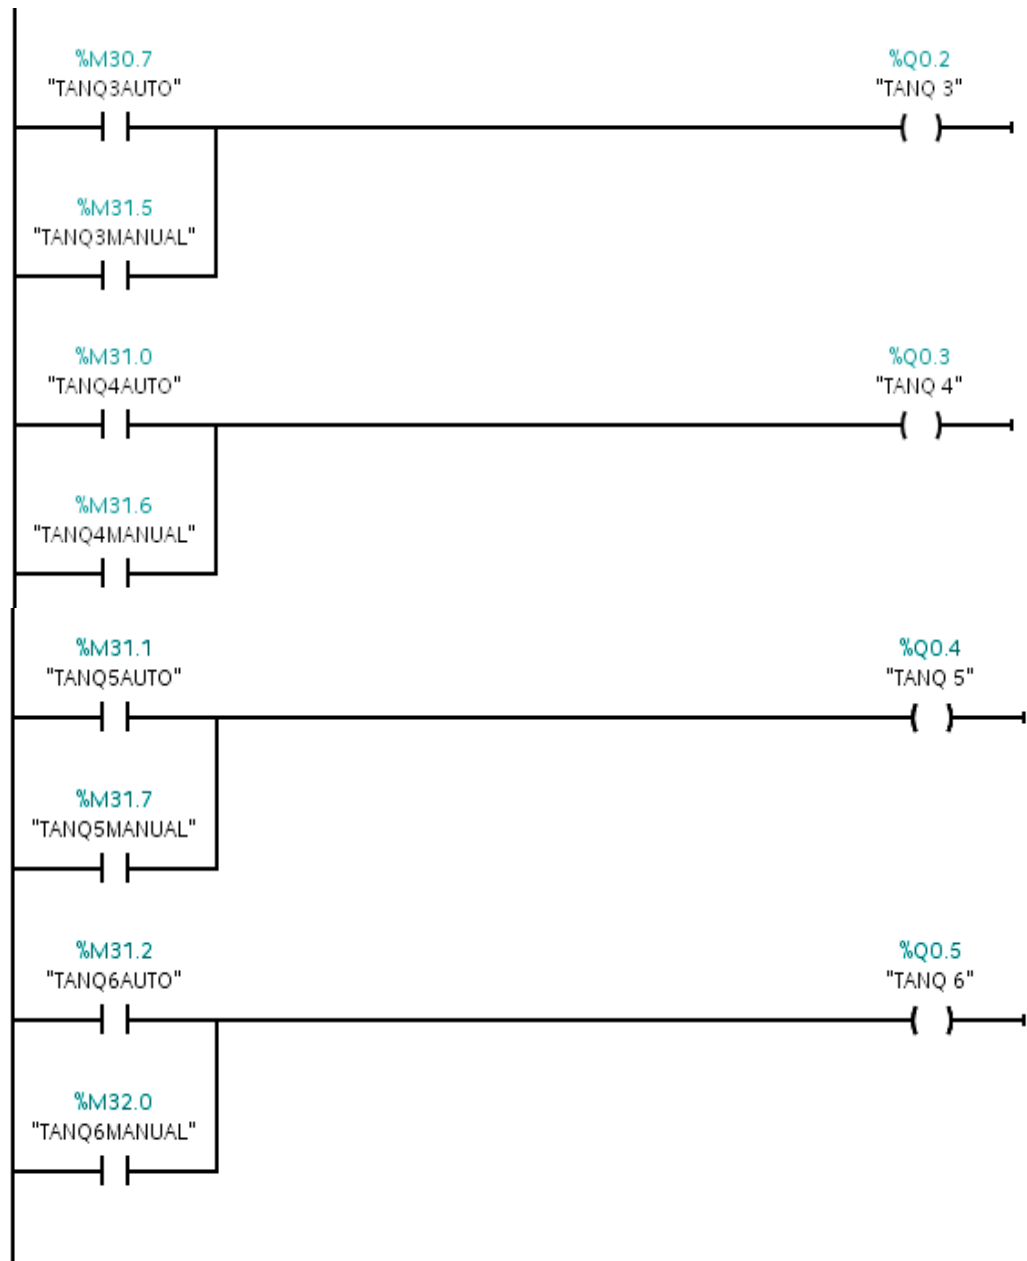 %M30.7
"TANQ3AUTO"
%Q0.2
"TANQ 3"
%M31.5
"TANQ3MANUAL"
%M31.0
"TANQ4AUTO"
%Q0.3
"TANQ 4"
%M31.6
"TANQ4MANUAL"
%M31.1
"TANQ5AUTO"
%Q0.4
"TANQ 5"
%M31.7
"TANQ5MANUAL"
%M31.2
"TANQ6AUTO"
%Q0.5
"TANQ 6"
%M32.0
"TANQ6MANUAL"